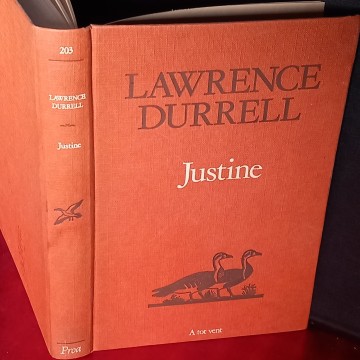 203
LAWRENCE
DURRELL
Justine
Proa
LAWRENCE
DURRELL
Justine
A tot vent